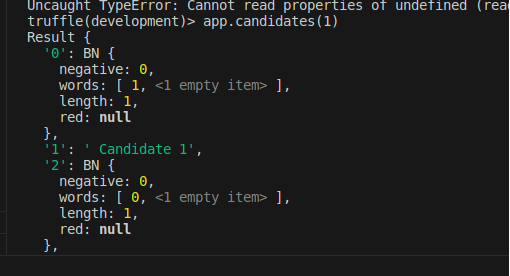 Uncaught TypeError: Cannot read properties of undefined (rea
truffle(development)> app.candidates(1)
Result {
  '0': BN {
    negative: 0,
    words: [ 1, <1 empty item> ],
    length: 1,
    red: null
  },
  '1': ' Candidate 1',
  '2': BN {
    negative: 0,
    words: [ 0, <1 empty item> ],
    length: 1,
    red: null
  },